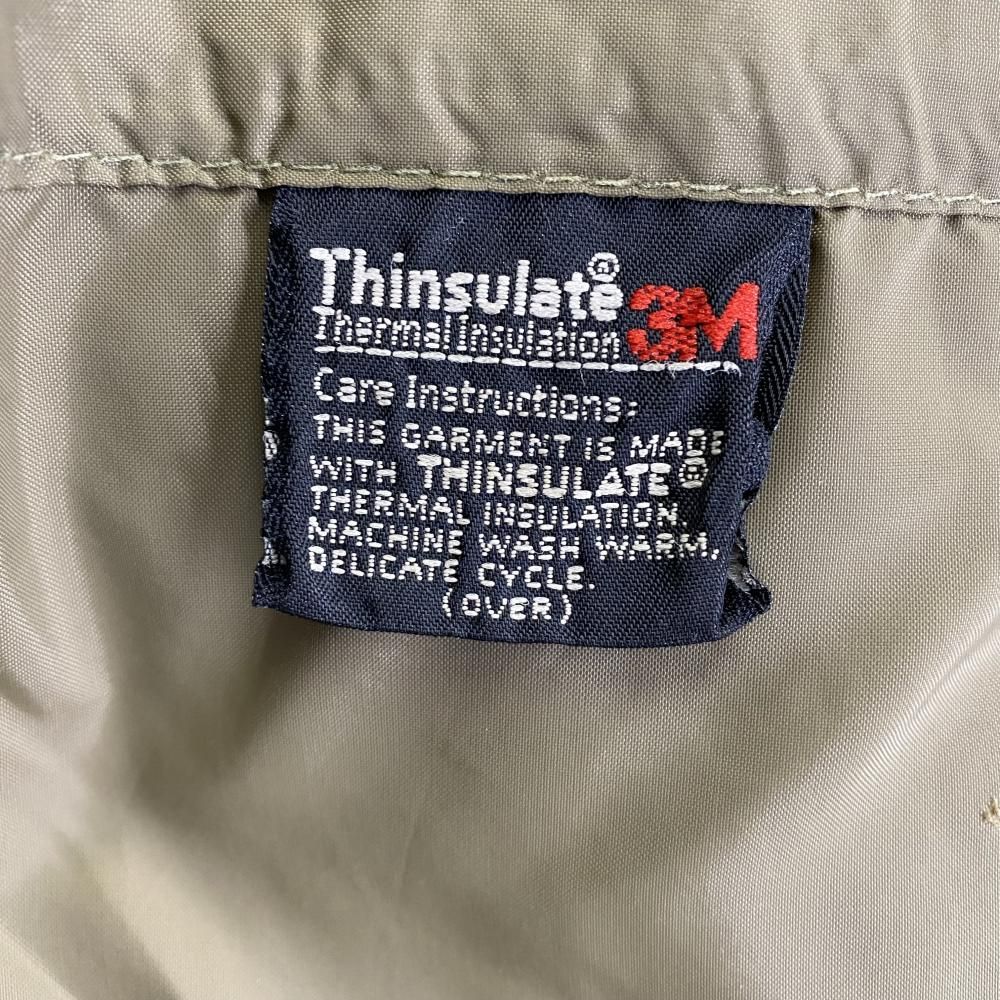 Thinsulate® 3M
Thermal Insulation
Care Instructions:
THIS GARMENT IS MADE
WITH THINSULATE®
THERMAL INSULATION.
MACHINE WASH WARM,
DELICATE CYCLE.
(OVER)